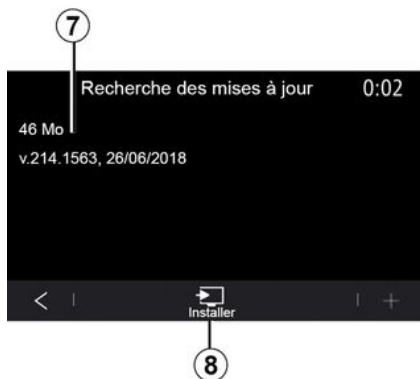 7
Recherche des mises à jour 0:02
46 Mo
v.214.1563, 26/06/2018
Installer
8